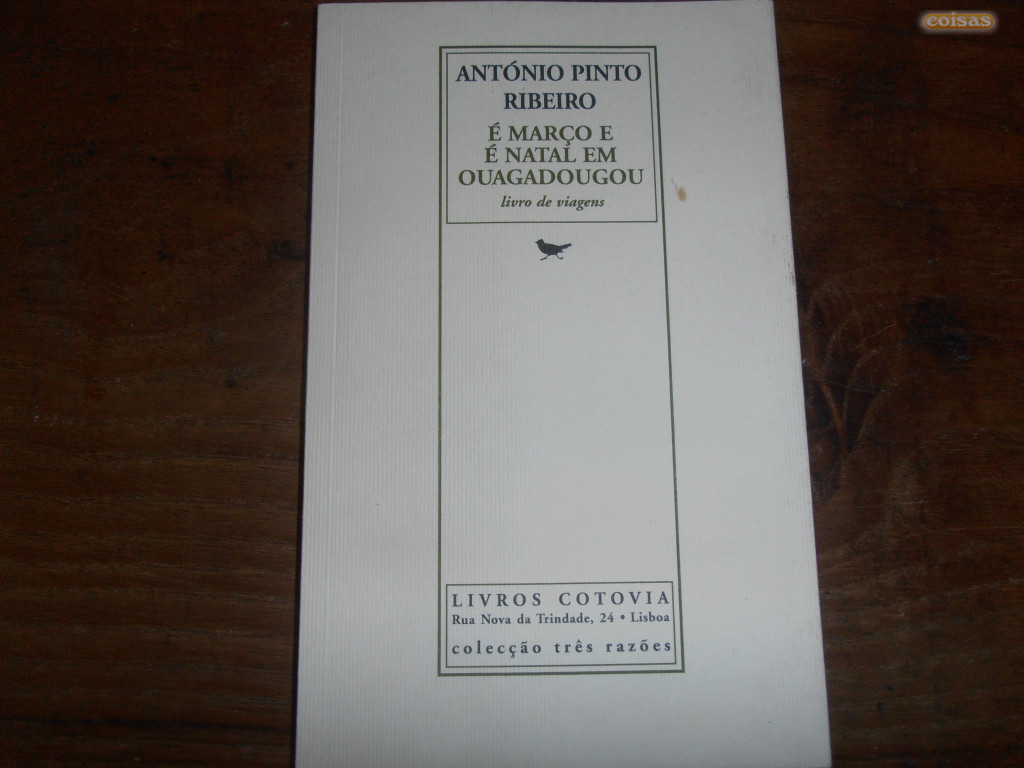 coisas
ANTÓNIO PINTO
RIBEIRO
É MARÇO E
É NATAL EM
OUAGADOUGOU
livro de viagens
LIVROS COTOVIA
Rua Nova da Trindade, 24 • Lisboa
colecção três razões